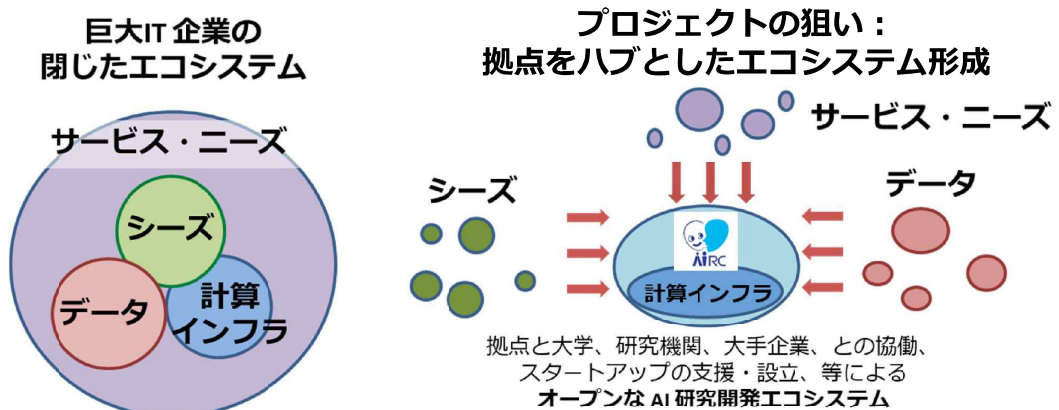 巨大IT 企業の
閉じたエコシステム
サービス・ニーズ
シーズ
データ
計算
インフラ
プロジェクトの狙い：
拠点をハブとしたエコシステム形成
サービス・ニーズ
シーズ
データ
AiRC
計算インフラ
拠点と大学、研究機関、大手企業、との協働、
スタートアップの支援・設立、等による
オープンな AI 研究開発エコシステム